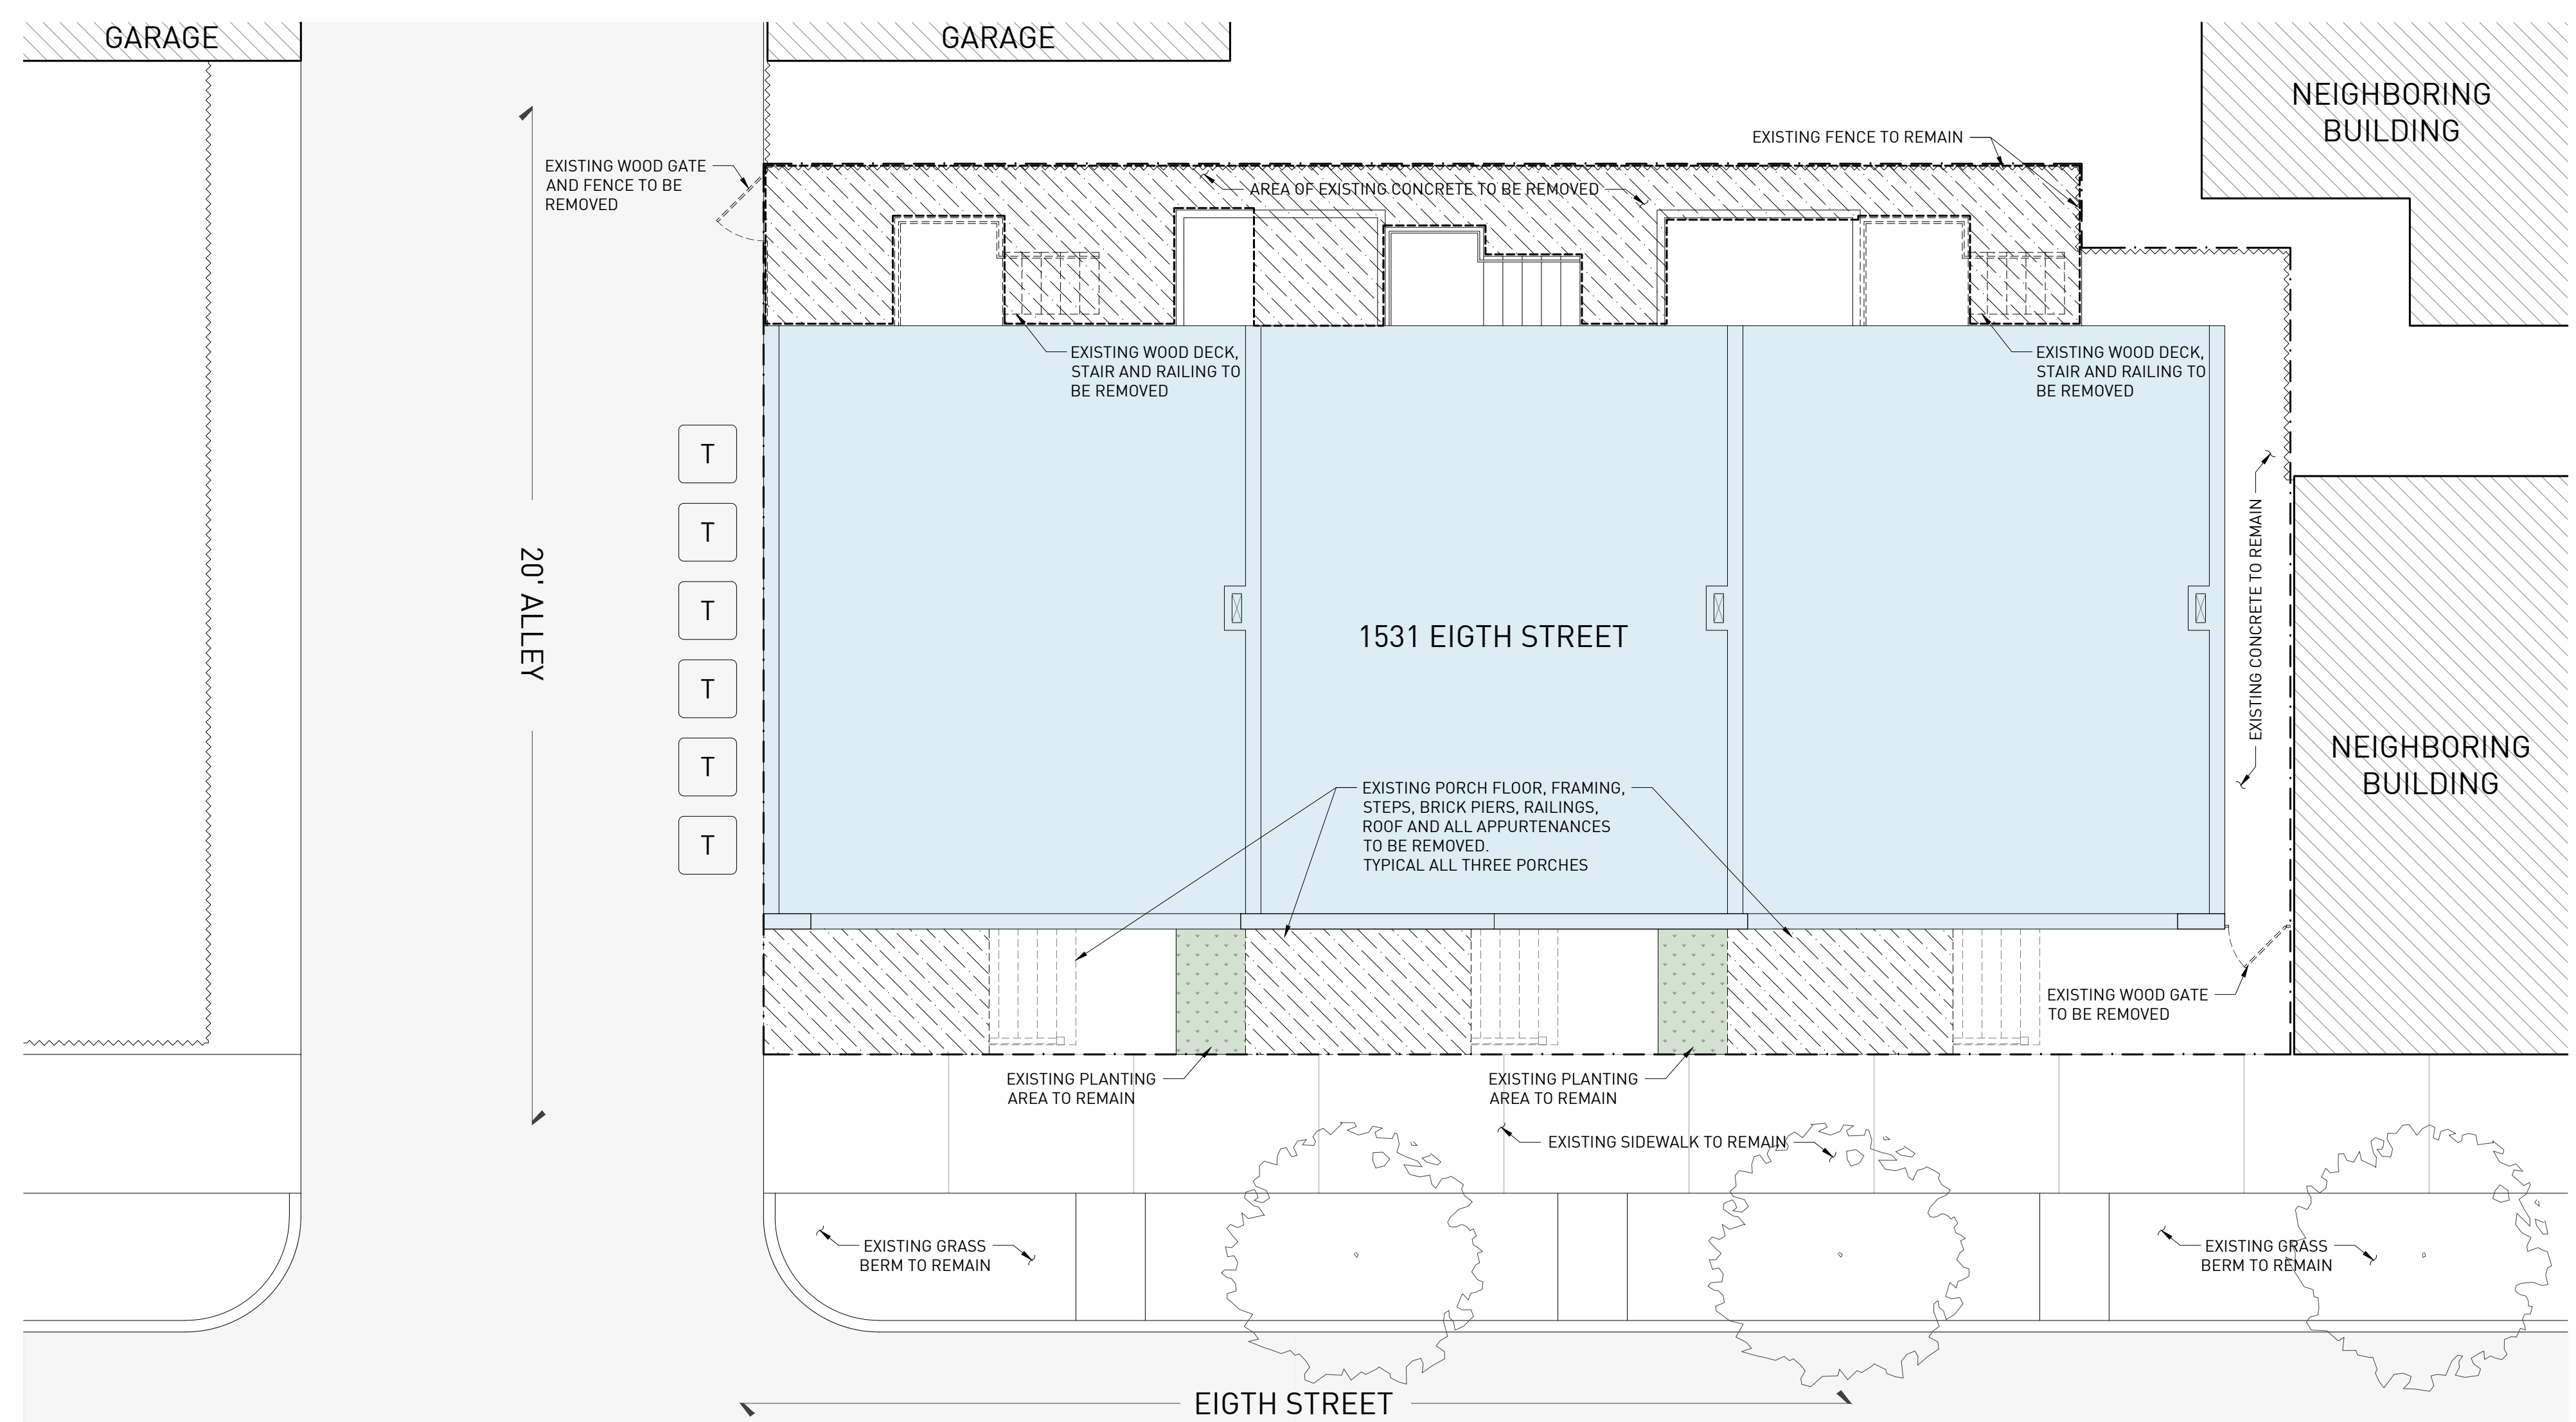 GARAGE
GARAGE
NEIGHBORING
BUILDING
EXISTING FENCE TO REMAIN
EXISTING WOOD GATE
AND FENCE TO BE
REMOVED
AREA OF EXISTING CONCRETE TO BE REMOVED
EXISTING WOOD DECK,
STAIR AND RAILING TO
BE REMOVED
EXISTING WOOD DECK,
STAIR AND RAILING TO
BE REMOVED
T
T
T
T
T
T
20' ALLEY
1531 EIGTH STREET
EXISTING CONCRETE TO REMAIN
NEIGHBORING
BUILDING
EXISTING PORCH FLOOR, FRAMING,
STEPS, BRICK PIERS, RAILINGS,
ROOF AND ALL APPURTENANCES
TO BE REMOVED.
TYPICAL ALL THREE PORCHES
EXISTING WOOD GATE
TO BE REMOVED
EXISTING PLANTING
AREA TO REMAIN
EXISTING PLANTING
AREA TO REMAIN
EXISTING SIDEWALK TO REMAIN
EXISTING GRASS
BERM TO REMAIN
EXISTING GRASS
BERM TO REMAIN
EIGTH STREET